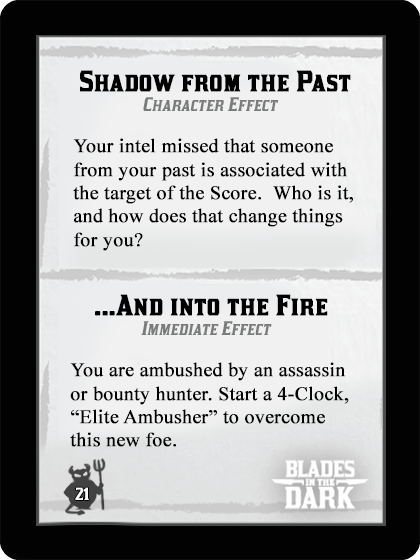 Shadow from the Past
Character Effect
Your intel missed that someone
from your past is associated with
the target of the Score.  Who is it,
and how does that change things
for you?
...And into the Fire
Immediate Effect
You are ambushed by an assassin
or bounty hunter. Start a 4-Clock,
“Elite Ambusher” to overcome
this new foe.
21
BLADES
IN THE
DARK